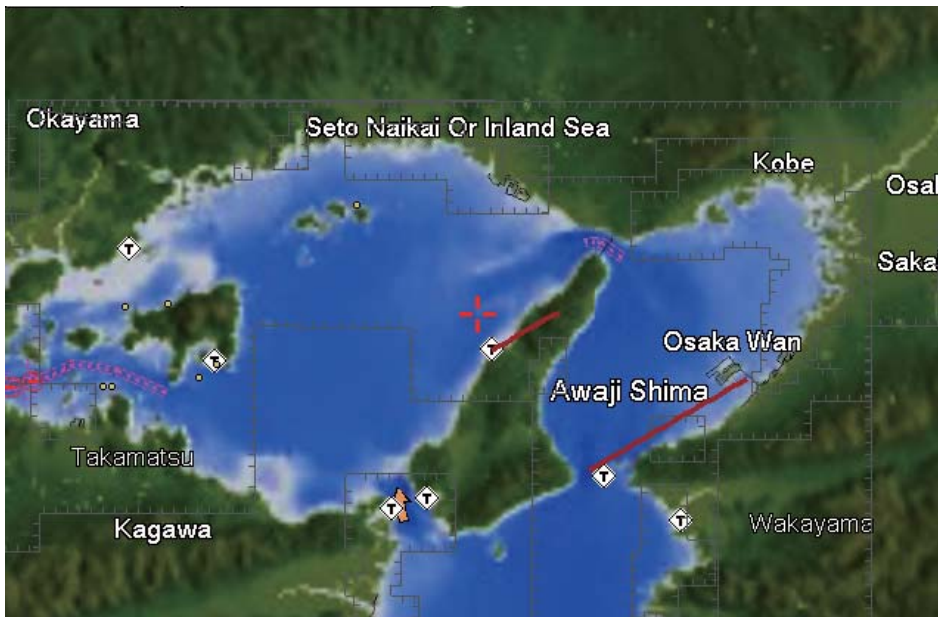 Okayama
Seto Naikai Or Inland Sea
Kobe
Osal
Saka
T
T
T
Osaka Wan
Awaji Shima
Takamatsu
T
T
T
T
Wakayama
Kagawa